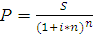 P = s / (1+i*n)ⁿ